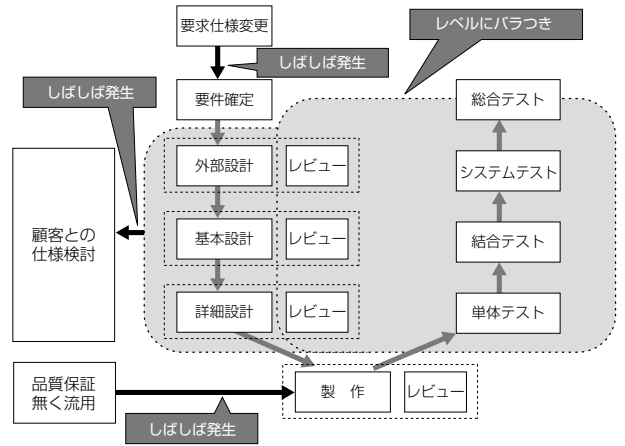 要求仕様変更
レベルにバラつき
しばしば発生
しばしば発生
要件確定
総合テスト
外部設計
レビュー
システムテスト
顧客との
仕様検討
基本設計
レビュー
結合テスト
詳細設計
レビュー
単体テスト
品質保証
無く流用
製 作
レビュー
しばしば発生